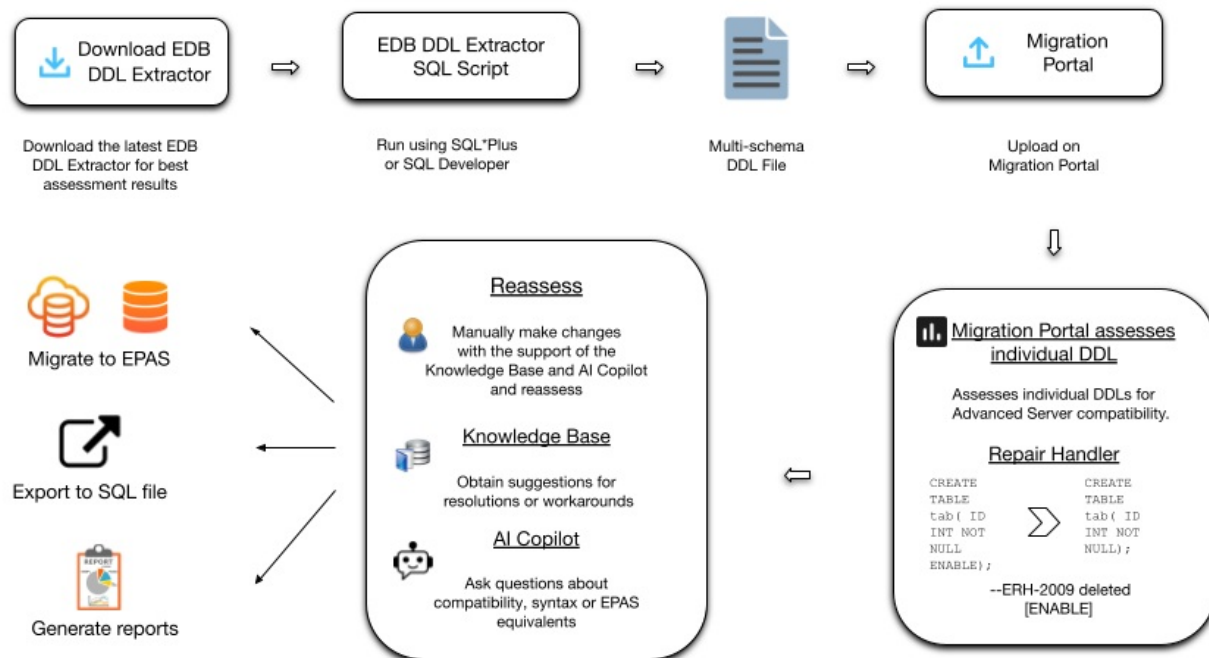 Download EDB
DDL Extractor
EDB DDL Extractor
SQL Script
Migration
Portal
Download the latest EDB
DDL Extractor for best
assessment results
Run using SQL*Plus
or SQL Developer
Multi-schema
DDL File
Upload on
Migration Portal
Migration Portal assesses
individual DDL
Assesses individual DDLs for
Advanced Server compatibility.
Repair Handler
CREATE
TABLE
tab( ID
INT NOT
NULL
ENABLE);
CREATE
TABLE
tab( ID
INT NOT
NULL);
--ERH-2009 deleted
[ENABLE]
Reassess
Manually make changes
with the support of the
Knowledge Base and AI Copilot
and reassess
Knowledge Base
Obtain suggestions for
resolutions or workarounds
AI Copilot
Ask questions about
compatibility, syntax or EPAS
equivalents
Migrate to EPAS
Export to SQL file
REPORT
Generate reports